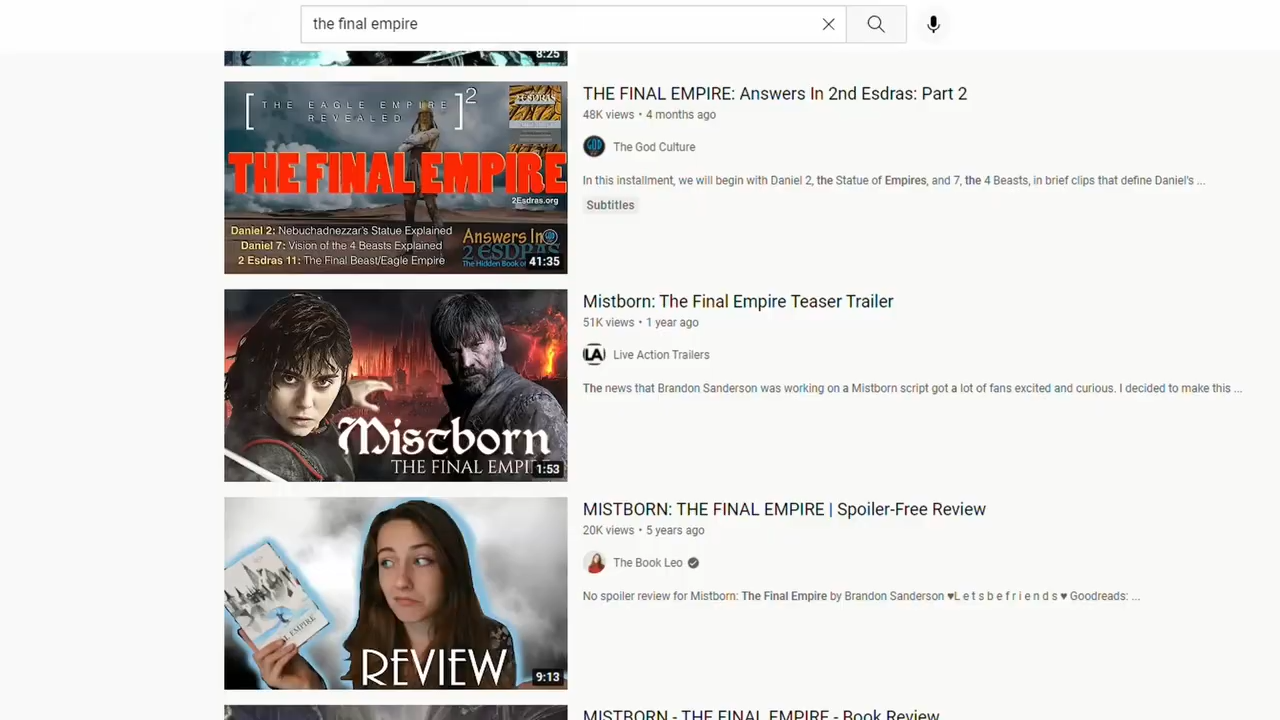 the final empire
8:25
[ THE EAGLE EMPIRE ]2
REVEALED
THE FINAL EMPIRE
2Esdras.org
Daniel 2: Nebuchadnezzar's Statue Explained
Daniel 7: Vision of the 4 Beasts Explained
2 Esdras 11: The Final Beast/Eagle Empire
Answers In GOD
2 ESDRAS
The Hidden Book of
41:35
THE FINAL EMPIRE: Answers In 2nd Esdras: Part 2
48K views • 4 months ago
GOD
The God Culture
In this installment, we will begin with Daniel 2, the Statue of Empires, and 7, the 4 Beasts, in brief clips that define Daniel's ...
Subtitles
Mistborn
THE FINAL EMPI
1:53
Mistborn: The Final Empire Teaser Trailer
51K views • 1 year ago
LA
Live Action Trailers
The news that Brandon Sanderson was working on a Mistborn script got a lot of fans excited and curious. I decided to make this ...
REVIEW
9:13
MISTBORN: THE FINAL EMPIRE | Spoiler-Free Review
20K views • 5 years ago
The Book Leo
No spoiler review for Mistborn: The Final Empire by Brandon Sanderson ♥L e t s b e f r i e n d s ♥ Goodreads: ...
MISTBORN - THE FINAL EMPIRE - Book Review